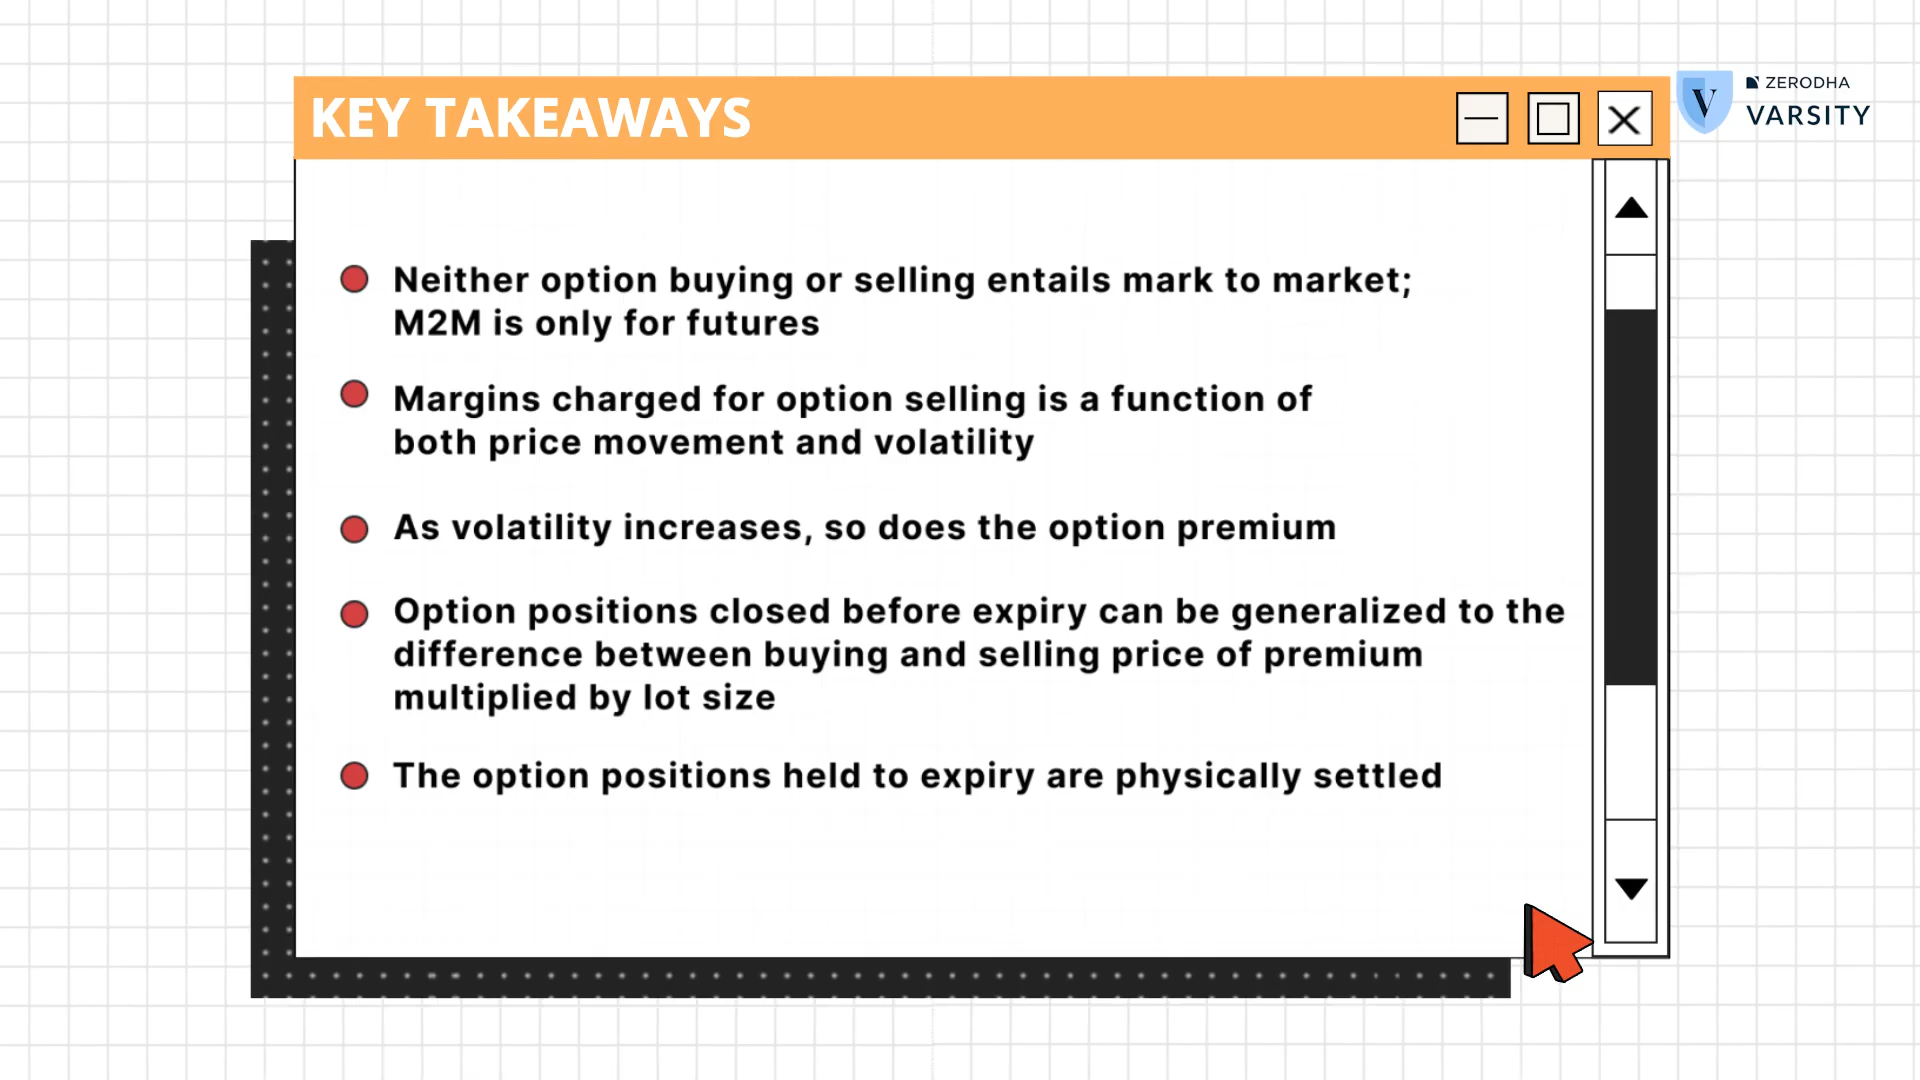 KEY TAKEAWAYS
ZERODHA
V
VARSITY
Neither option buying or selling entails mark to market;
M2M is only for futures
Margins charged for option selling is a function of
both price movement and volatility
As volatility increases, so does the option premium
Option positions closed before expiry can be generalized to the
difference between buying and selling price of premium
multiplied by lot size
The option positions held to expiry are physically settled